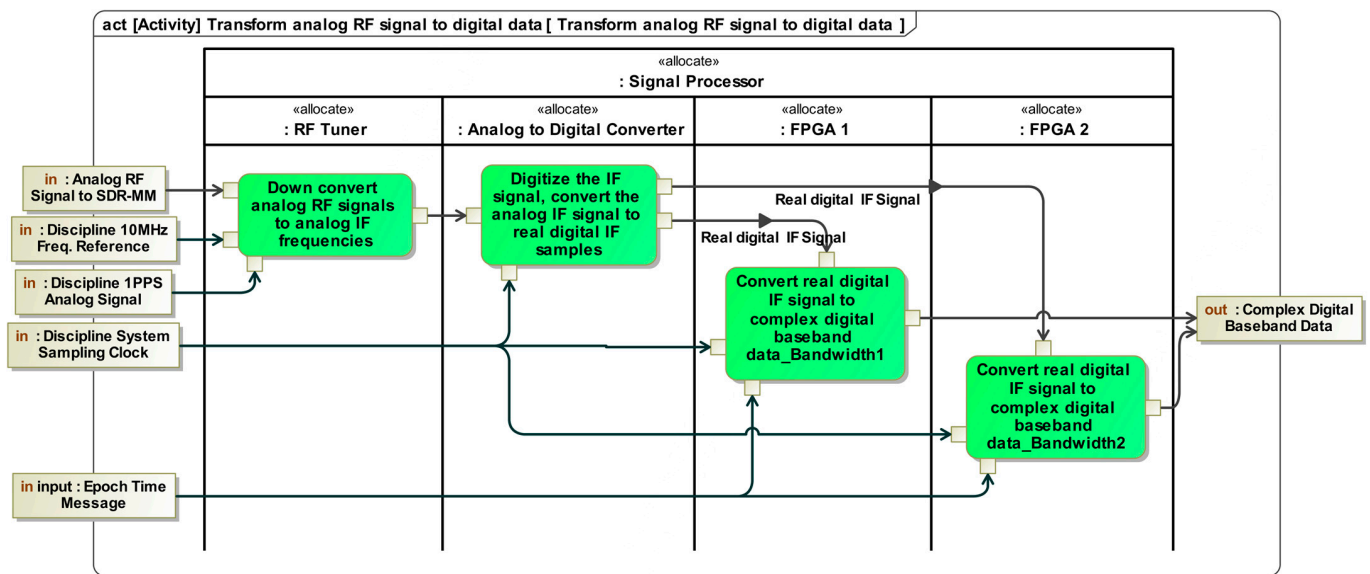 act [Activity] Transform analog RF signal to digital data [ Transform analog RF signal to digital data ]
«allocate»
: Signal Processor
«allocate»
: RF Tuner
«allocate»
: Analog to Digital Converter
«allocate»
: FPGA 1
«allocate»
: FPGA 2
in : Analog RF
Signal to SDR-MM
in : Discipline 10MHz
Freq. Reference
in : Discipline 1PPS
Analog Signal
in : Discipline System
Sampling Clock
in input : Epoch Time
Message
Down convert
analog RF signals
to analog IF
frequencies
Digitize the IF
signal, convert the
analog IF signal to
real digital IF
samples
Real digital IF Signal
Real digital IF Signal
Convert real digital
IF signal to
complex digital
baseband
data_Bandwidth1
Convert real digital
IF signal to
complex digital
baseband
data_Bandwidth2
out : Complex Digital
Baseband Data